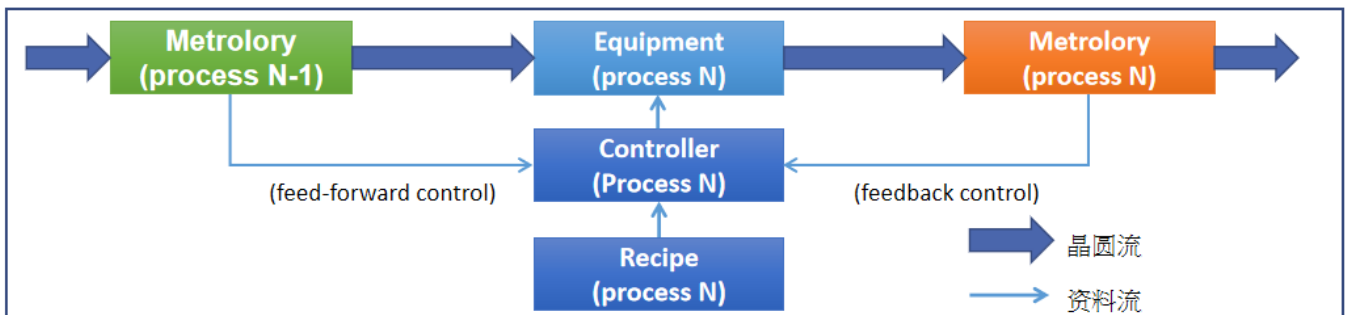 Metrolory
(process N-1)
Equipment
(process N)
Metrolory
(process N)
Controller
(Process N)
(feed-forward control)
(feedback control)
Recipe
(process N)
晶圆流
资料流